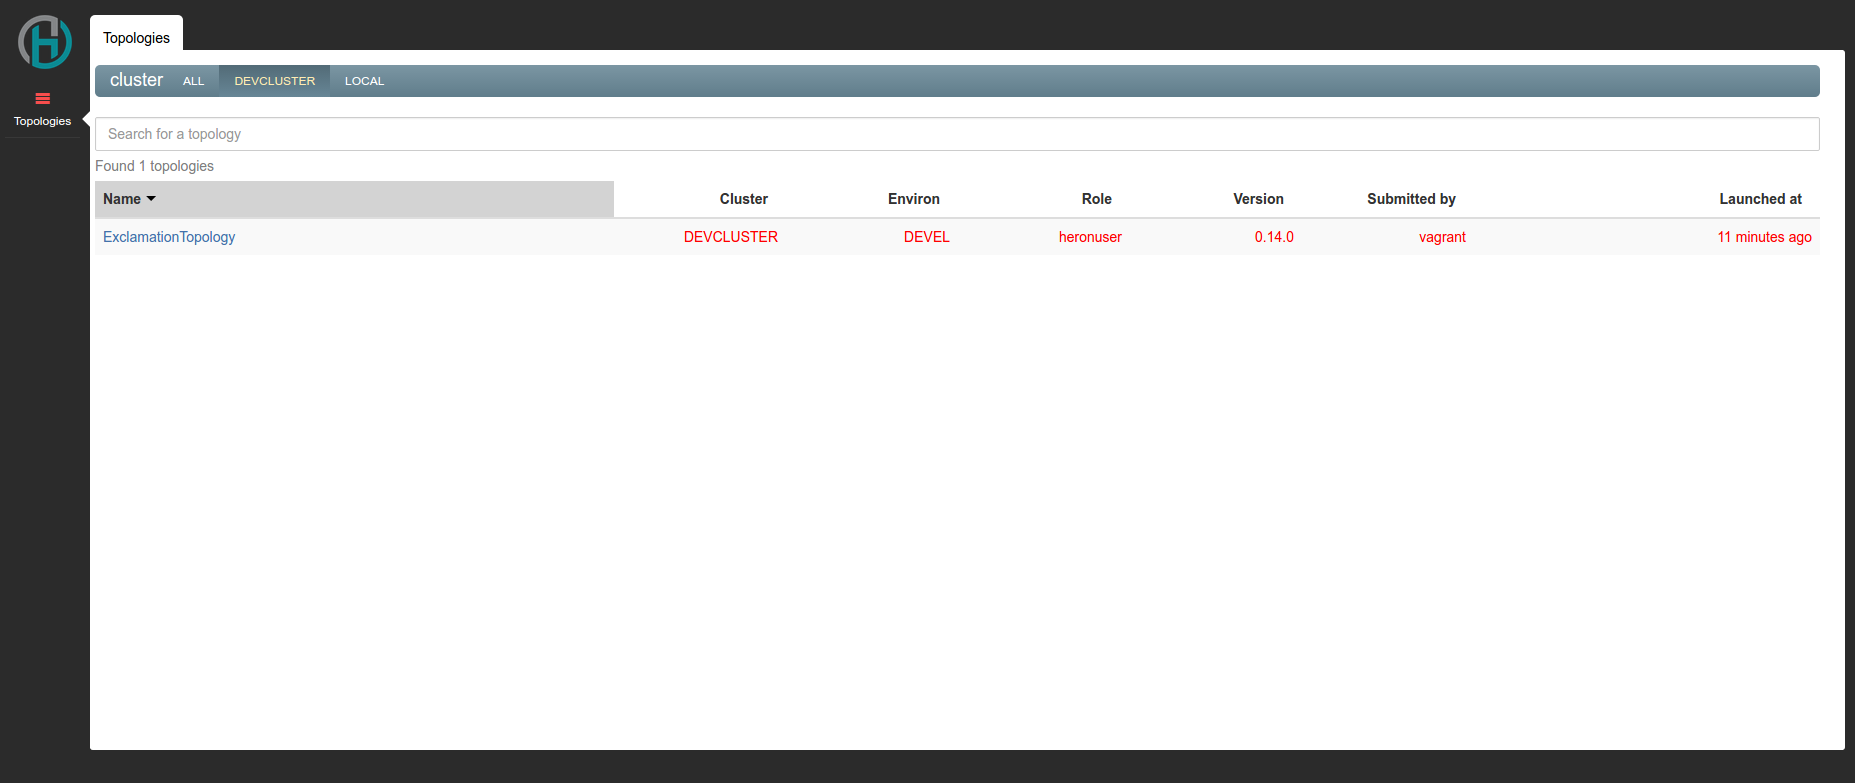 Topologies
Topologies
cluster ALL DEVCLUSTER LOCAL
Search for a topology
Found 1 topologies
Name Cluster Environ Role Version Submitted by Launched at
ExclamationTopology DEVCLUSTER DEVEL heronuser 0.14.0 vagrant 11 minutes ago